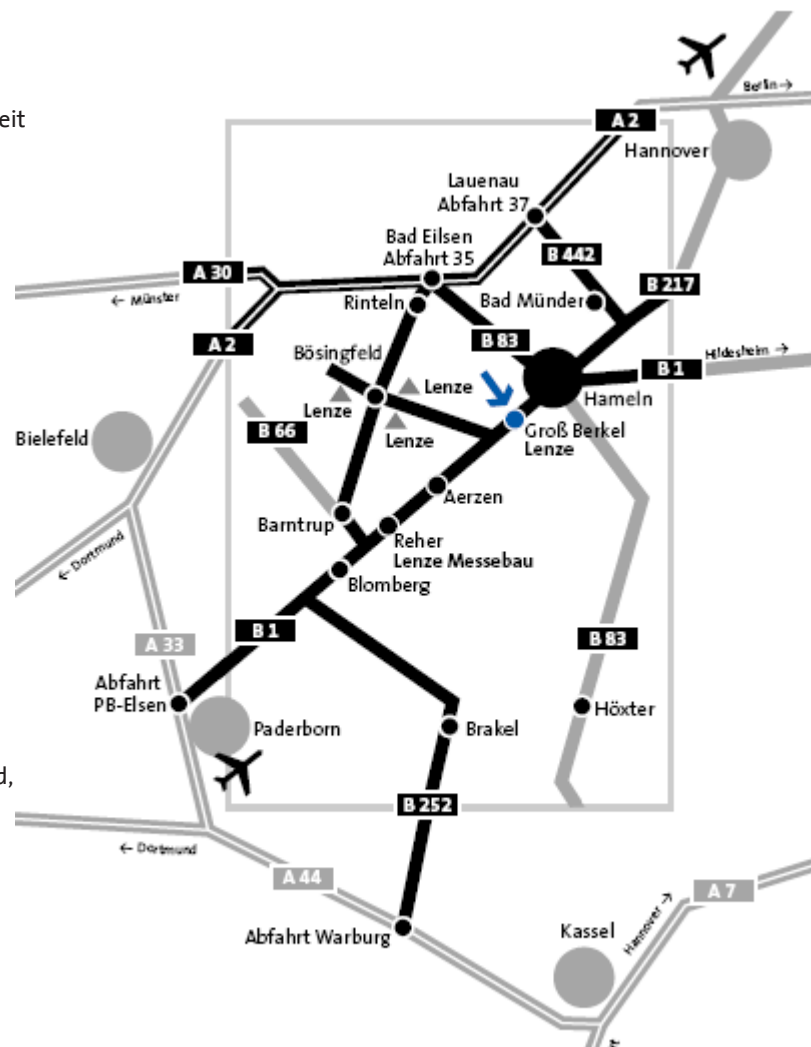 eit
Berlin →
A 2
Hannover
Lauenau
Abfahrt 37
Bad Eilsen
Abfahrt 35
B 442
A 30
← Münster
B 217
Rinteln
Bad Münder
A 2
B 83
Bösingfeld
Hildesheim →
B 1
Lenze
Hameln
Lenze
B 66
Lenze
Groß Berkel
Lenze
Bielefeld
Aerzen
Barntrup
Reher
Lenze Messebau
← Dortmund
Blomberg
B 1
A 33
B 83
Abfahrt
PB-Elsen
Höxter
Paderborn
Brakel
d,
B 252
← Dortmund
A 44
A 7
Hannover →
Kassel
Abfahrt Warburg